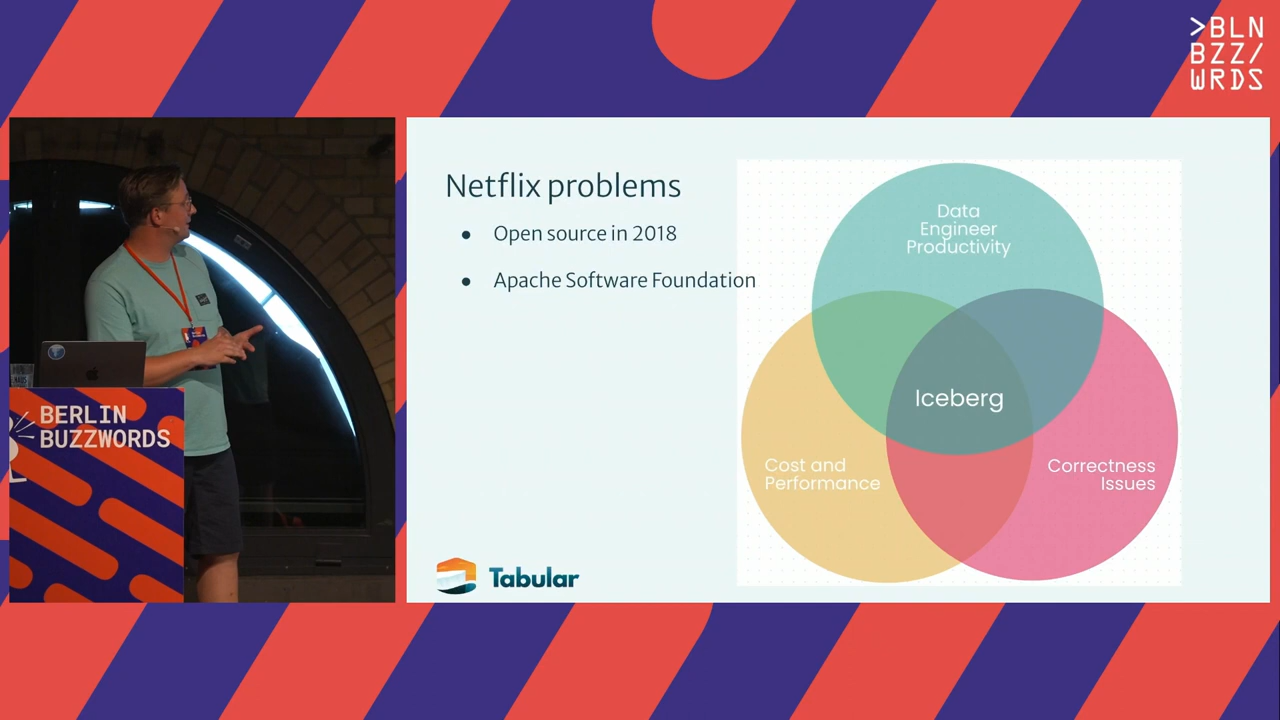 >BLN
BZZ/
WRDS
Netflix problems
● Open source in 2018
● Apache Software Foundation
Data
Engineer
Productivity
Iceberg
Cost and
Performance
Correctness
Issues
Tabular
BERLIN
BUZZWORDS